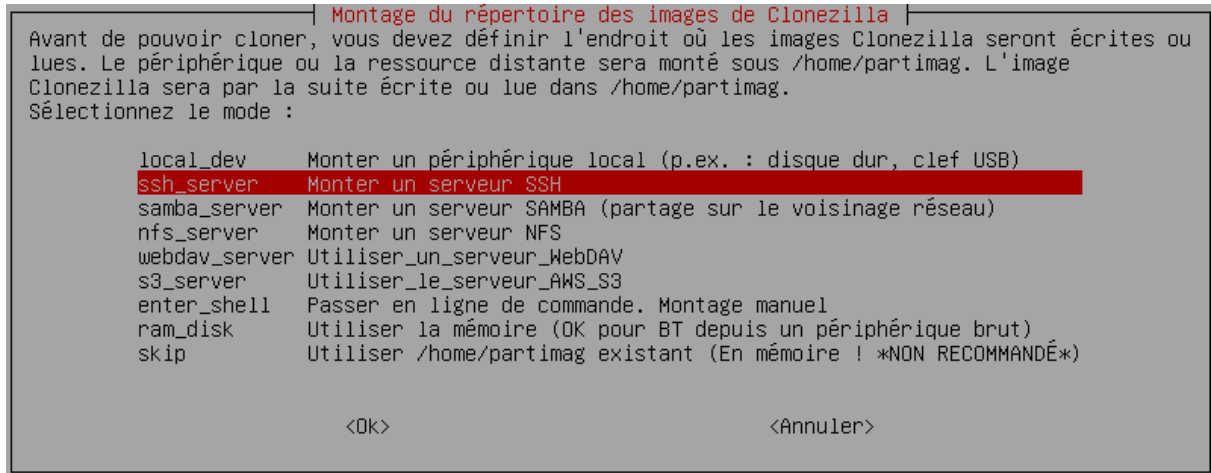 Montage du répertoire des images de Clonezilla
Avant de pouvoir cloner, vous devez définir l'endroit où les images Clonezilla seront écrites ou
lues. Le périphérique ou la ressource distante sera monté sous /home/partimag. L'image
Clonezilla sera par la suite écrite ou lue dans /home/partimag.
Sélectionnez le mode :
local_dev Monter un périphérique local (p.ex. : disque dur, clef USB)
ssh_server Monter un serveur SSH
samba_server Monter un serveur SAMBA (partage sur le voisinage réseau)
nfs_server Monter un serveur NFS
webdav_server Utiliser_un_serveur_WebDAV
s3_server Utiliser_le_serveur_AWS_S3
enter_shell Passer en ligne de commande. Montage manuel
ram_disk Utiliser la mémoire (OK pour BT depuis un périphérique brut)
skip Utiliser /home/partimag existant (En mémoire ! *NON RECOMMANDÉ*)
<Ok> <Annuler>